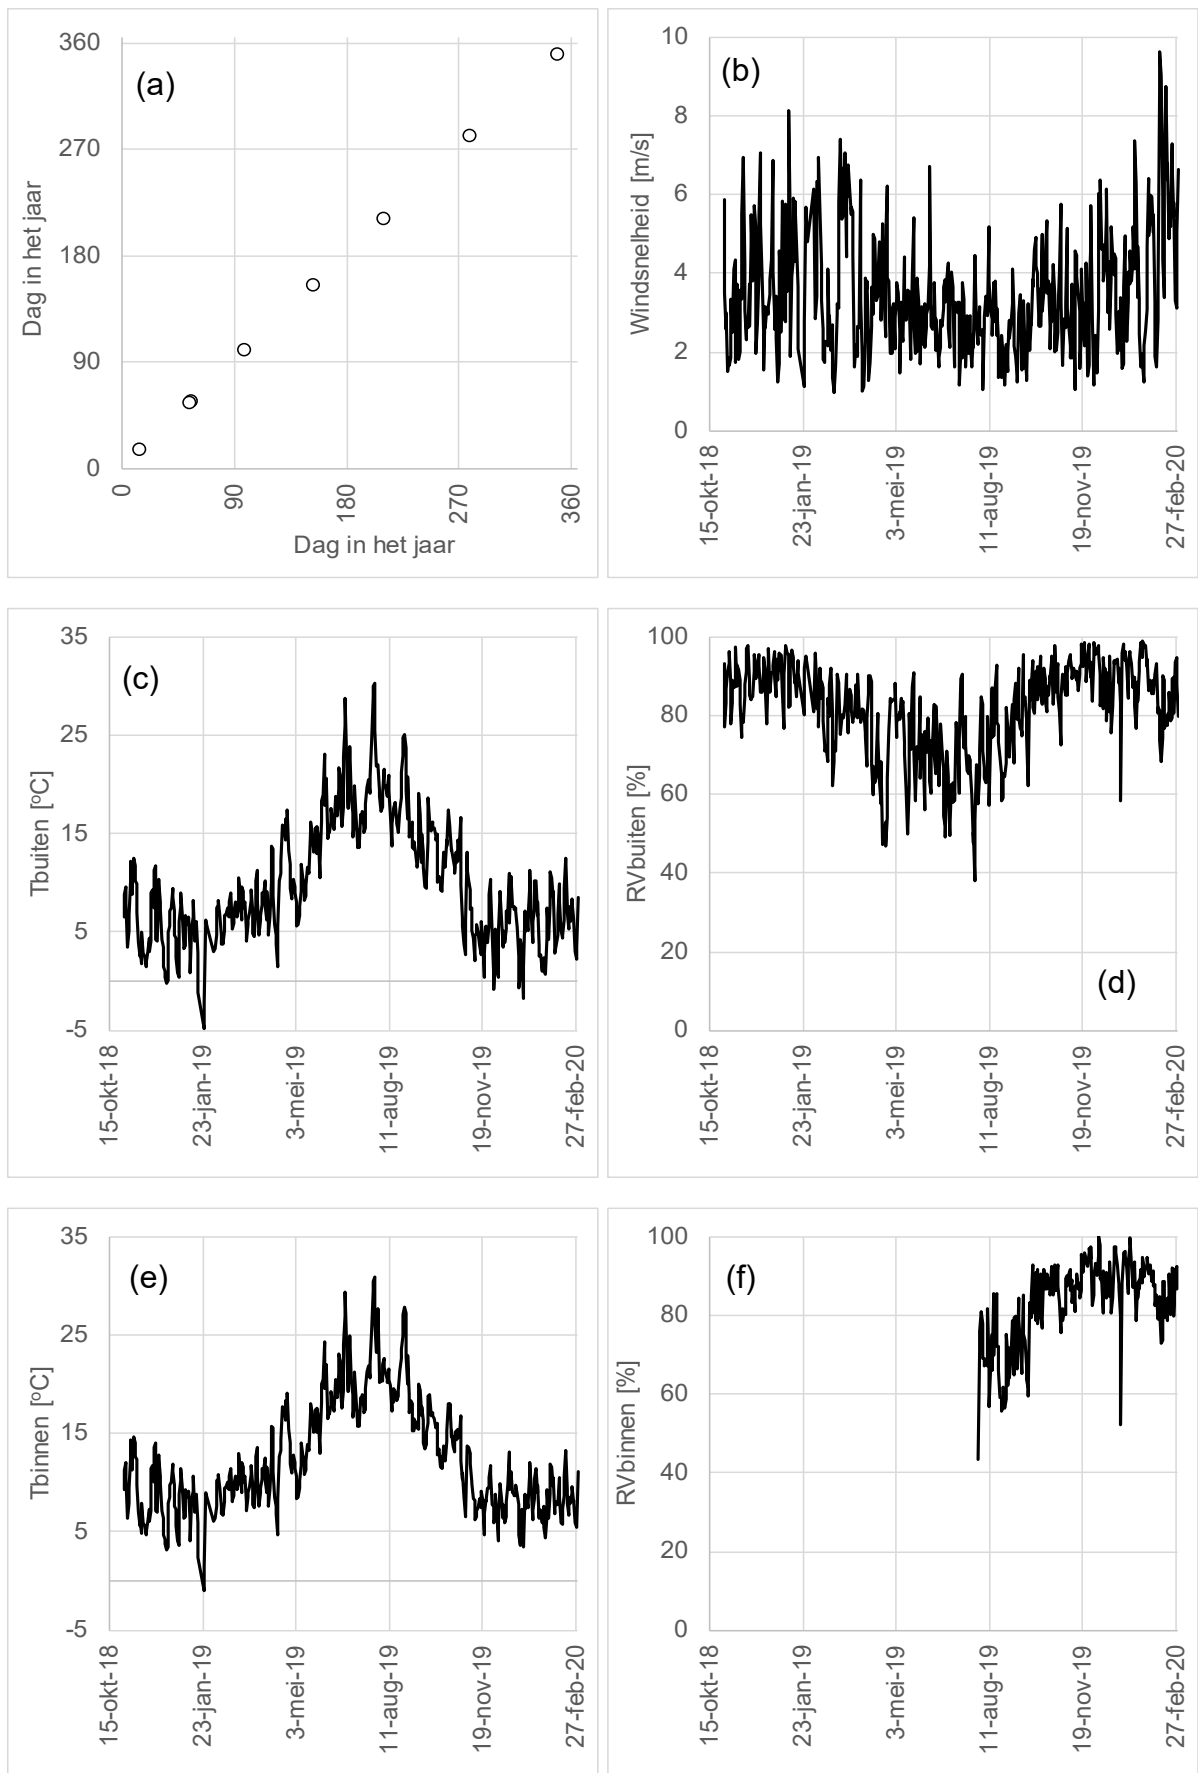 360
270
180
90
0
(a)
Dag in het jaar
0
90
180
270
360
Dag in het jaar
10
8
6
4
2
0
(b)
Windsnelheid [m/s]
15-okt-18
23-jan-19
3-mei-19
11-aug-19
19-nov-19
27-feb-20
35
25
15
5
-5
(c)
Tbuiten [ºC]
15-okt-18
23-jan-19
3-mei-19
11-aug-19
19-nov-19
27-feb-20
100
80
60
40
20
0
(d)
RVbuiten [%]
15-okt-18
23-jan-19
3-mei-19
11-aug-19
19-nov-19
27-feb-20
35
25
15
5
-5
(e)
Tbinnen [ºC]
15-okt-18
23-jan-19
3-mei-19
11-aug-19
19-nov-19
27-feb-20
100
80
60
40
20
0
(f)
RVbinnen [%]
15-okt-18
23-jan-19
3-mei-19
11-aug-19
19-nov-19
27-feb-20